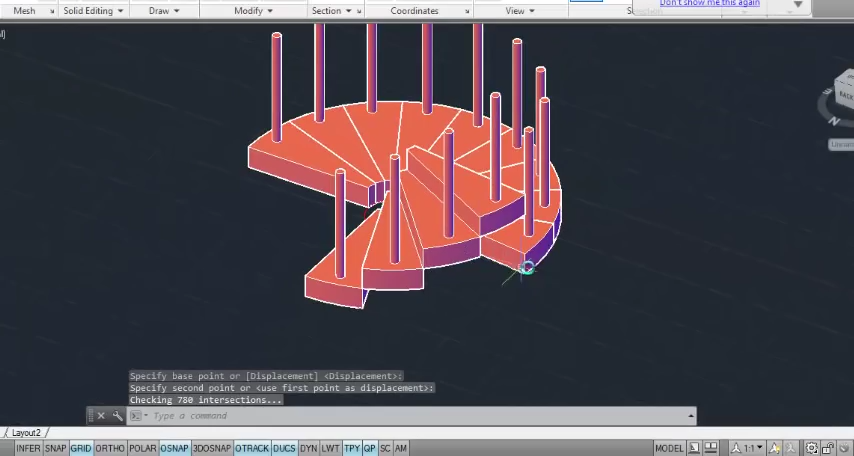 Don't show me this again
Mesh Solid Editing Draw Modify Section Coordinates View
BACK
N
Specify base point or [Displacement] <Displacement>:
Specify second point or <use first point as displacement>:
Checking 780 intersections...
Type a command
Layout2
INFER SNAP GRID ORTHO POLAR OSNAP 3DOSNAP OTRACK DUCS DYN LWT TPY QP SC AM MODEL 1:1